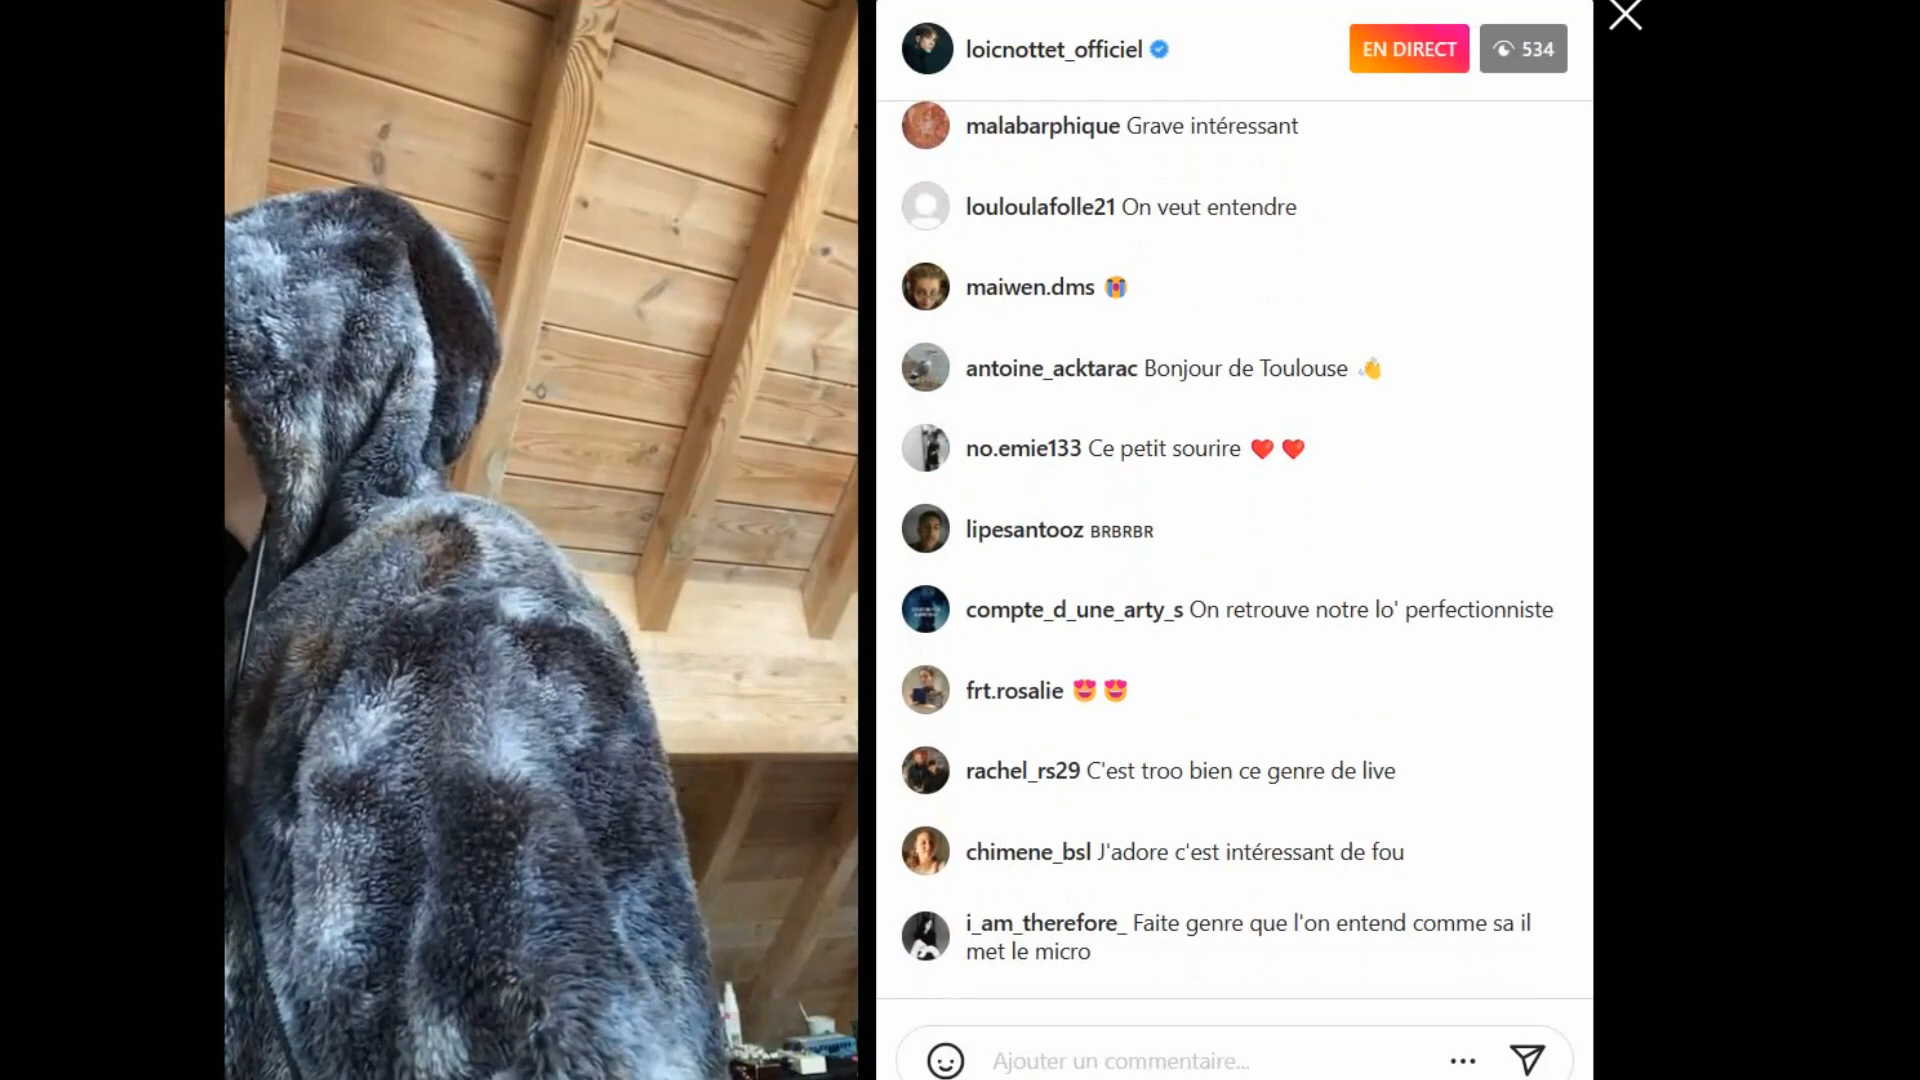 loicnottet_officiel
EN DIRECT
534
malabarphique Grave intéressant
louloulafolle21 On veut entendre
maiwen.dms 😭
antoine_acktarac Bonjour de Toulouse 👋
no.emie133 Ce petit sourire ❤️ ❤️
lipesantooz ʙʀʙʀʙʀ
compte_d_une_arty_s On retrouve notre lo' perfectionniste
frt.rosalie 😍 😍
rachel_rs29 C'est troo bien ce genre de live
chimene_bsl J'adore c'est intéressant de fou
i_am_therefore_ Faite genre que l'on entend comme sa il
met le micro
Ajouter un commentaire...